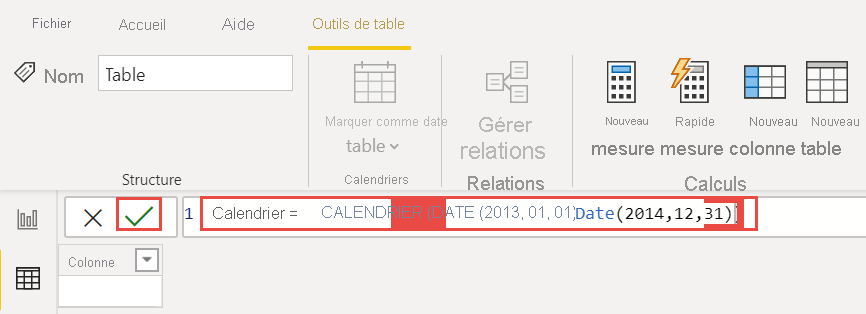 Fichier Accueil Aide Outils de table
Nom Table
Marquer comme date
table
Calendriers
Gérer
relations
Relations
Nouveau Rapide Nouveau Nouveau
mesure mesure colonne table
Structure
Calculs
1 Calendrier = CALENDRIER (DATE (2013, 01, 01) Date(2014,12,31)
Colonne